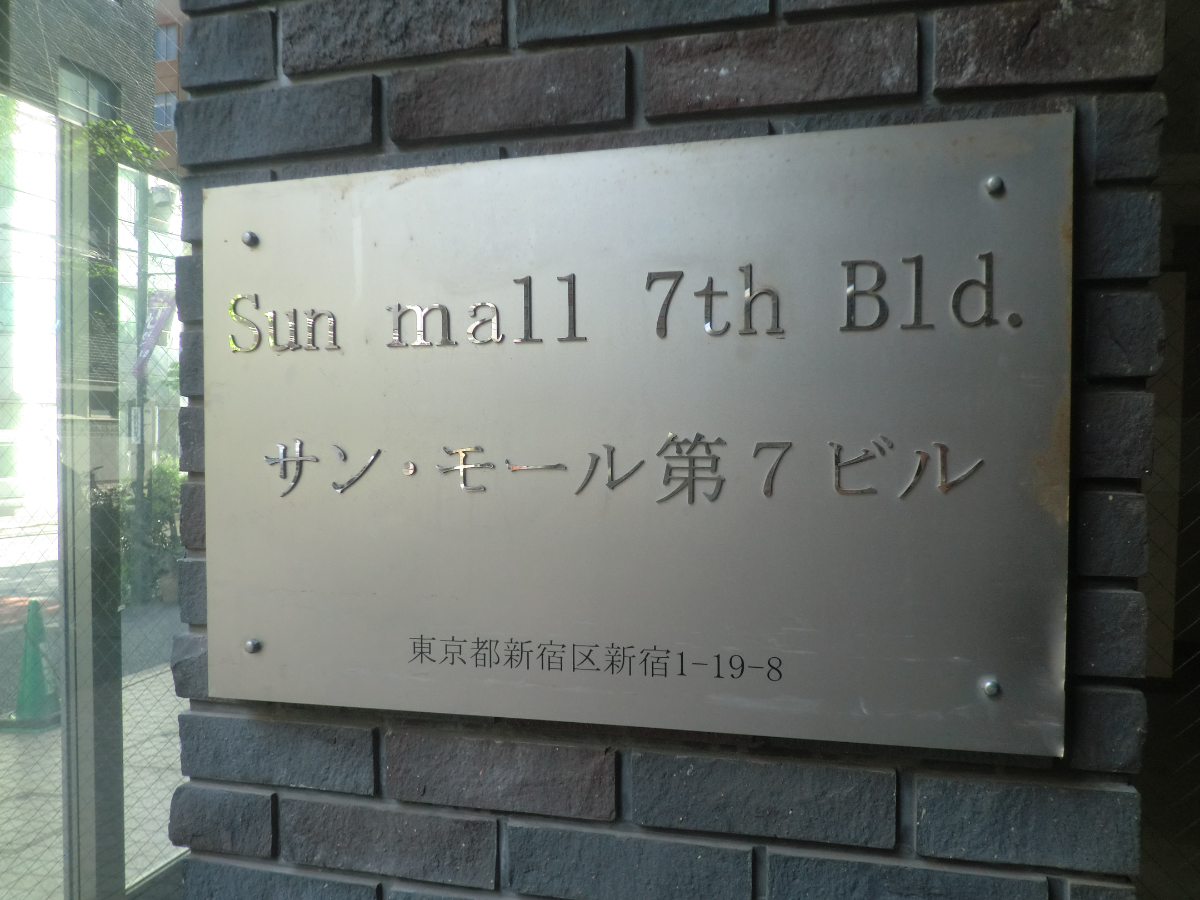 Sun mall 7th Bld.
サン・モール第7ビル
東京都新宿区新宿1-19-8